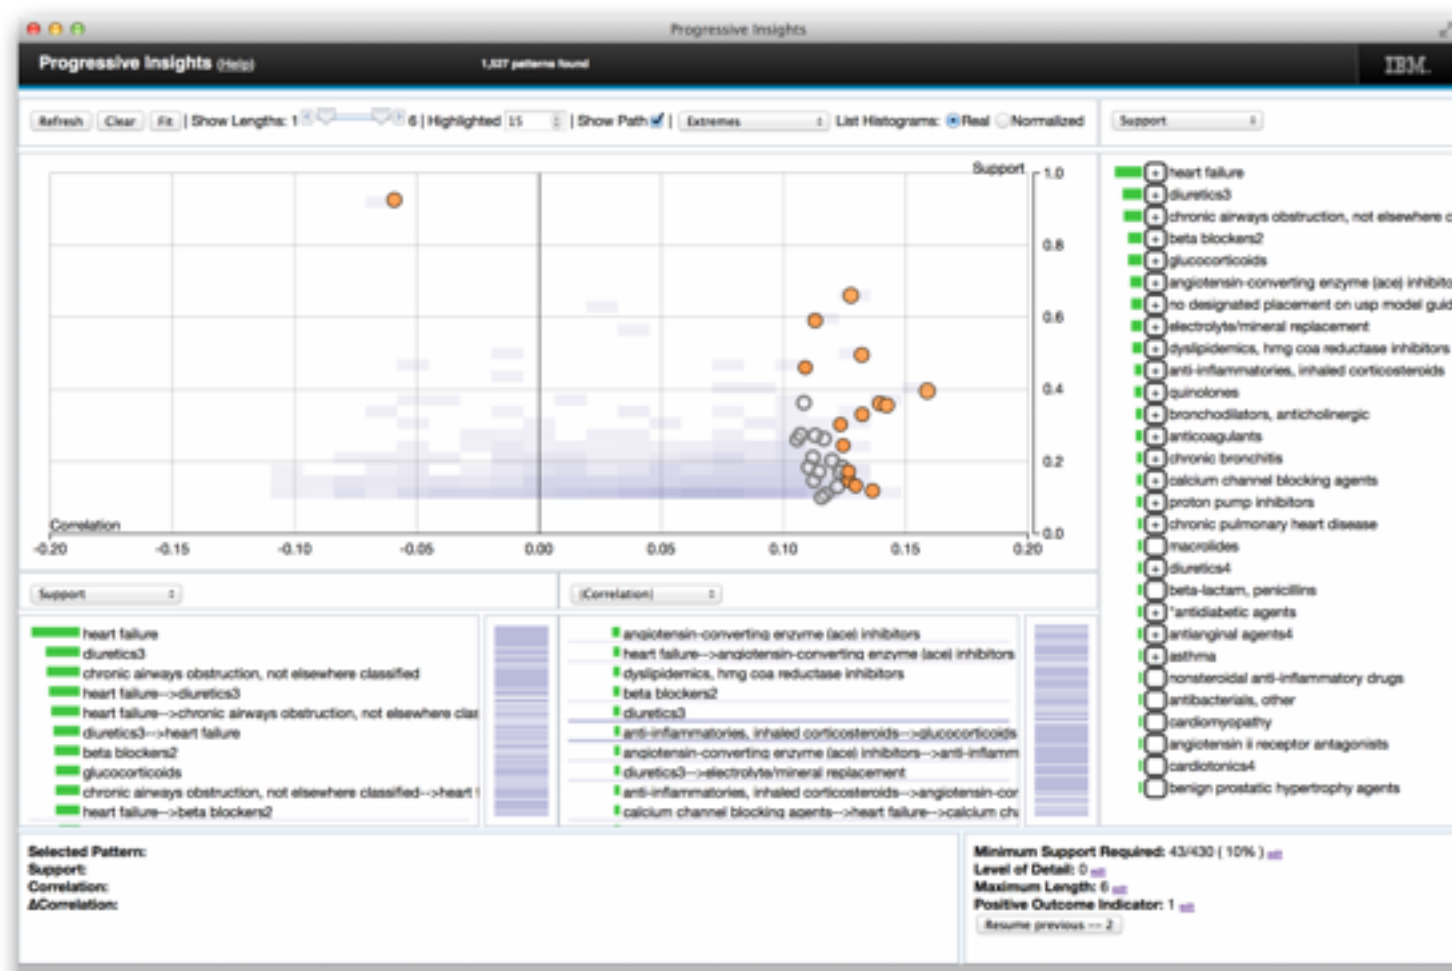 Progressive Insights
Progressive Insights (Help)
1,527 patterns found
IBM.
Refresh Clear Fit | Show Lengths: 1 6 | Highlighted 15 | Show Path | Extremes List Histograms: Real Normalized
Support
Support
1.0
0.8
0.6
0.4
0.2
0.0
Correlation
-0.20 -0.15 -0.10 -0.05 0.00 0.05 0.10 0.15 0.20
heart failure
diuretics3
chronic airways obstruction, not elsewhere c
beta blockers2
glucocorticoids
angiotensin-converting enzyme (ace) inhibito
no designated placement on usp model guid
electrolyte/mineral replacement
dyslipidemics, hmg coa reductase inhibitors
anti-inflammatories, inhaled corticosteroids
quinolones
bronchodilators, anticholinergic
anticoagulants
chronic bronchitis
calcium channel blocking agents
proton pump inhibitors
chronic pulmonary heart disease
macrolides
diuretics4
beta-lactam, penicillins
*antidiabetic agents
antianginal agents4
asthma
nonsteroidal anti-inflammatory drugs
antibacterials, other
cardiomyopathy
angiotensin ii receptor antagonists
cardiotonics4
benign prostatic hypertrophy agents
Support
heart failure
diuretics3
chronic airways obstruction, not elsewhere classified
heart failure-->diuretics3
heart failure-->chronic airways obstruction, not elsewhere clas
diuretics3-->heart failure
beta blockers2
glucocorticoids
chronic airways obstruction, not elsewhere classified-->heart f
heart failure-->beta blockers2
|Correlation|
angiotensin-converting enzyme (ace) inhibitors
heart failure-->angiotensin-converting enzyme (ace) inhibitors
dyslipidemics, hmg coa reductase inhibitors
beta blockers2
diuretics3
anti-inflammatories, inhaled corticosteroids-->glucocorticoids
angiotensin-converting enzyme (ace) inhibitors-->anti-inflamm
diuretics3-->electrolyte/mineral replacement
anti-inflammatories, inhaled corticosteroids-->angiotensin-con
calcium channel blocking agents-->heart failure-->calcium cha
Selected Pattern:
Support:
Correlation:
ΔCorrelation:
Minimum Support Required: 43/430 ( 10% ) edit
Level of Detail: 0 edit
Maximum Length: 6 edit
Positive Outcome Indicator: 1 edit
Resume previous -- 2